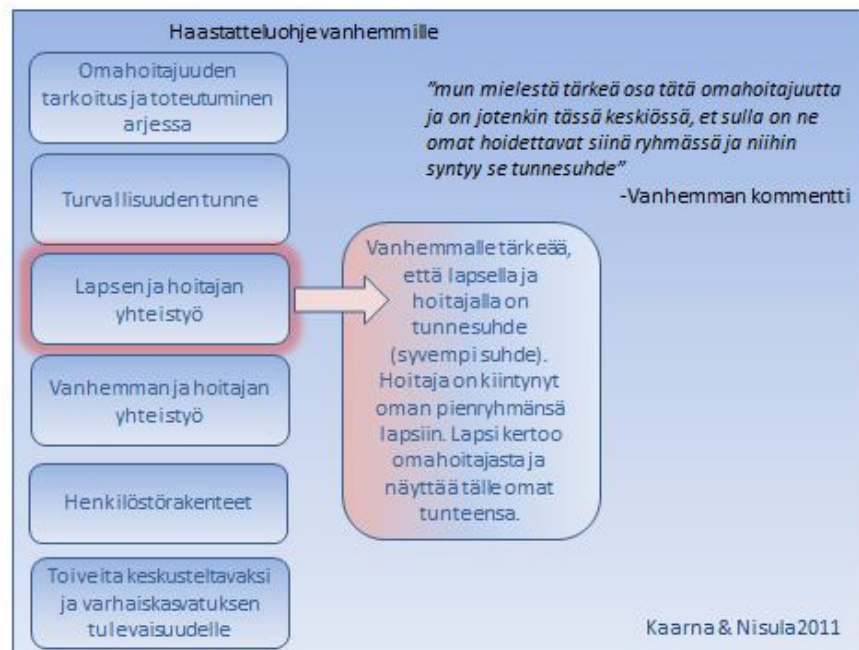 Haastatteluohje vanhemmille
Omahoitajuuden
tarkoitus ja toteutuminen
arjessa
Turvallisuuden tunne
Lapsen ja hoitajan
yhteistyö
Vanhemman ja hoitajan
yhteistyö
Henkilöstörakenteet
Toiveita keskusteltavaksi
ja varhaiskasvatuksen
tulevaisuudelle
"mun mielestä tärkeä osa tätä omahoitajuutta
ja on jotenkin tässä keskiössä, et sulla on ne
omat hoidettavat siinä ryhmässä ja niihin
syntyy se tunnesuhde"
-Vanhemman kommentti
Vanhemmalle tärkeää,
että lapsella ja
hoitajalla on
tunnesuhde
(syvempi suhde).
Hoitaja on kiintynyt
oman pienryhmänsä
lapsiin. Lapsi kertoo
omahoitajasta ja
näyttää tälle omat
tunteensa.
Kaarna & Nisula 2011